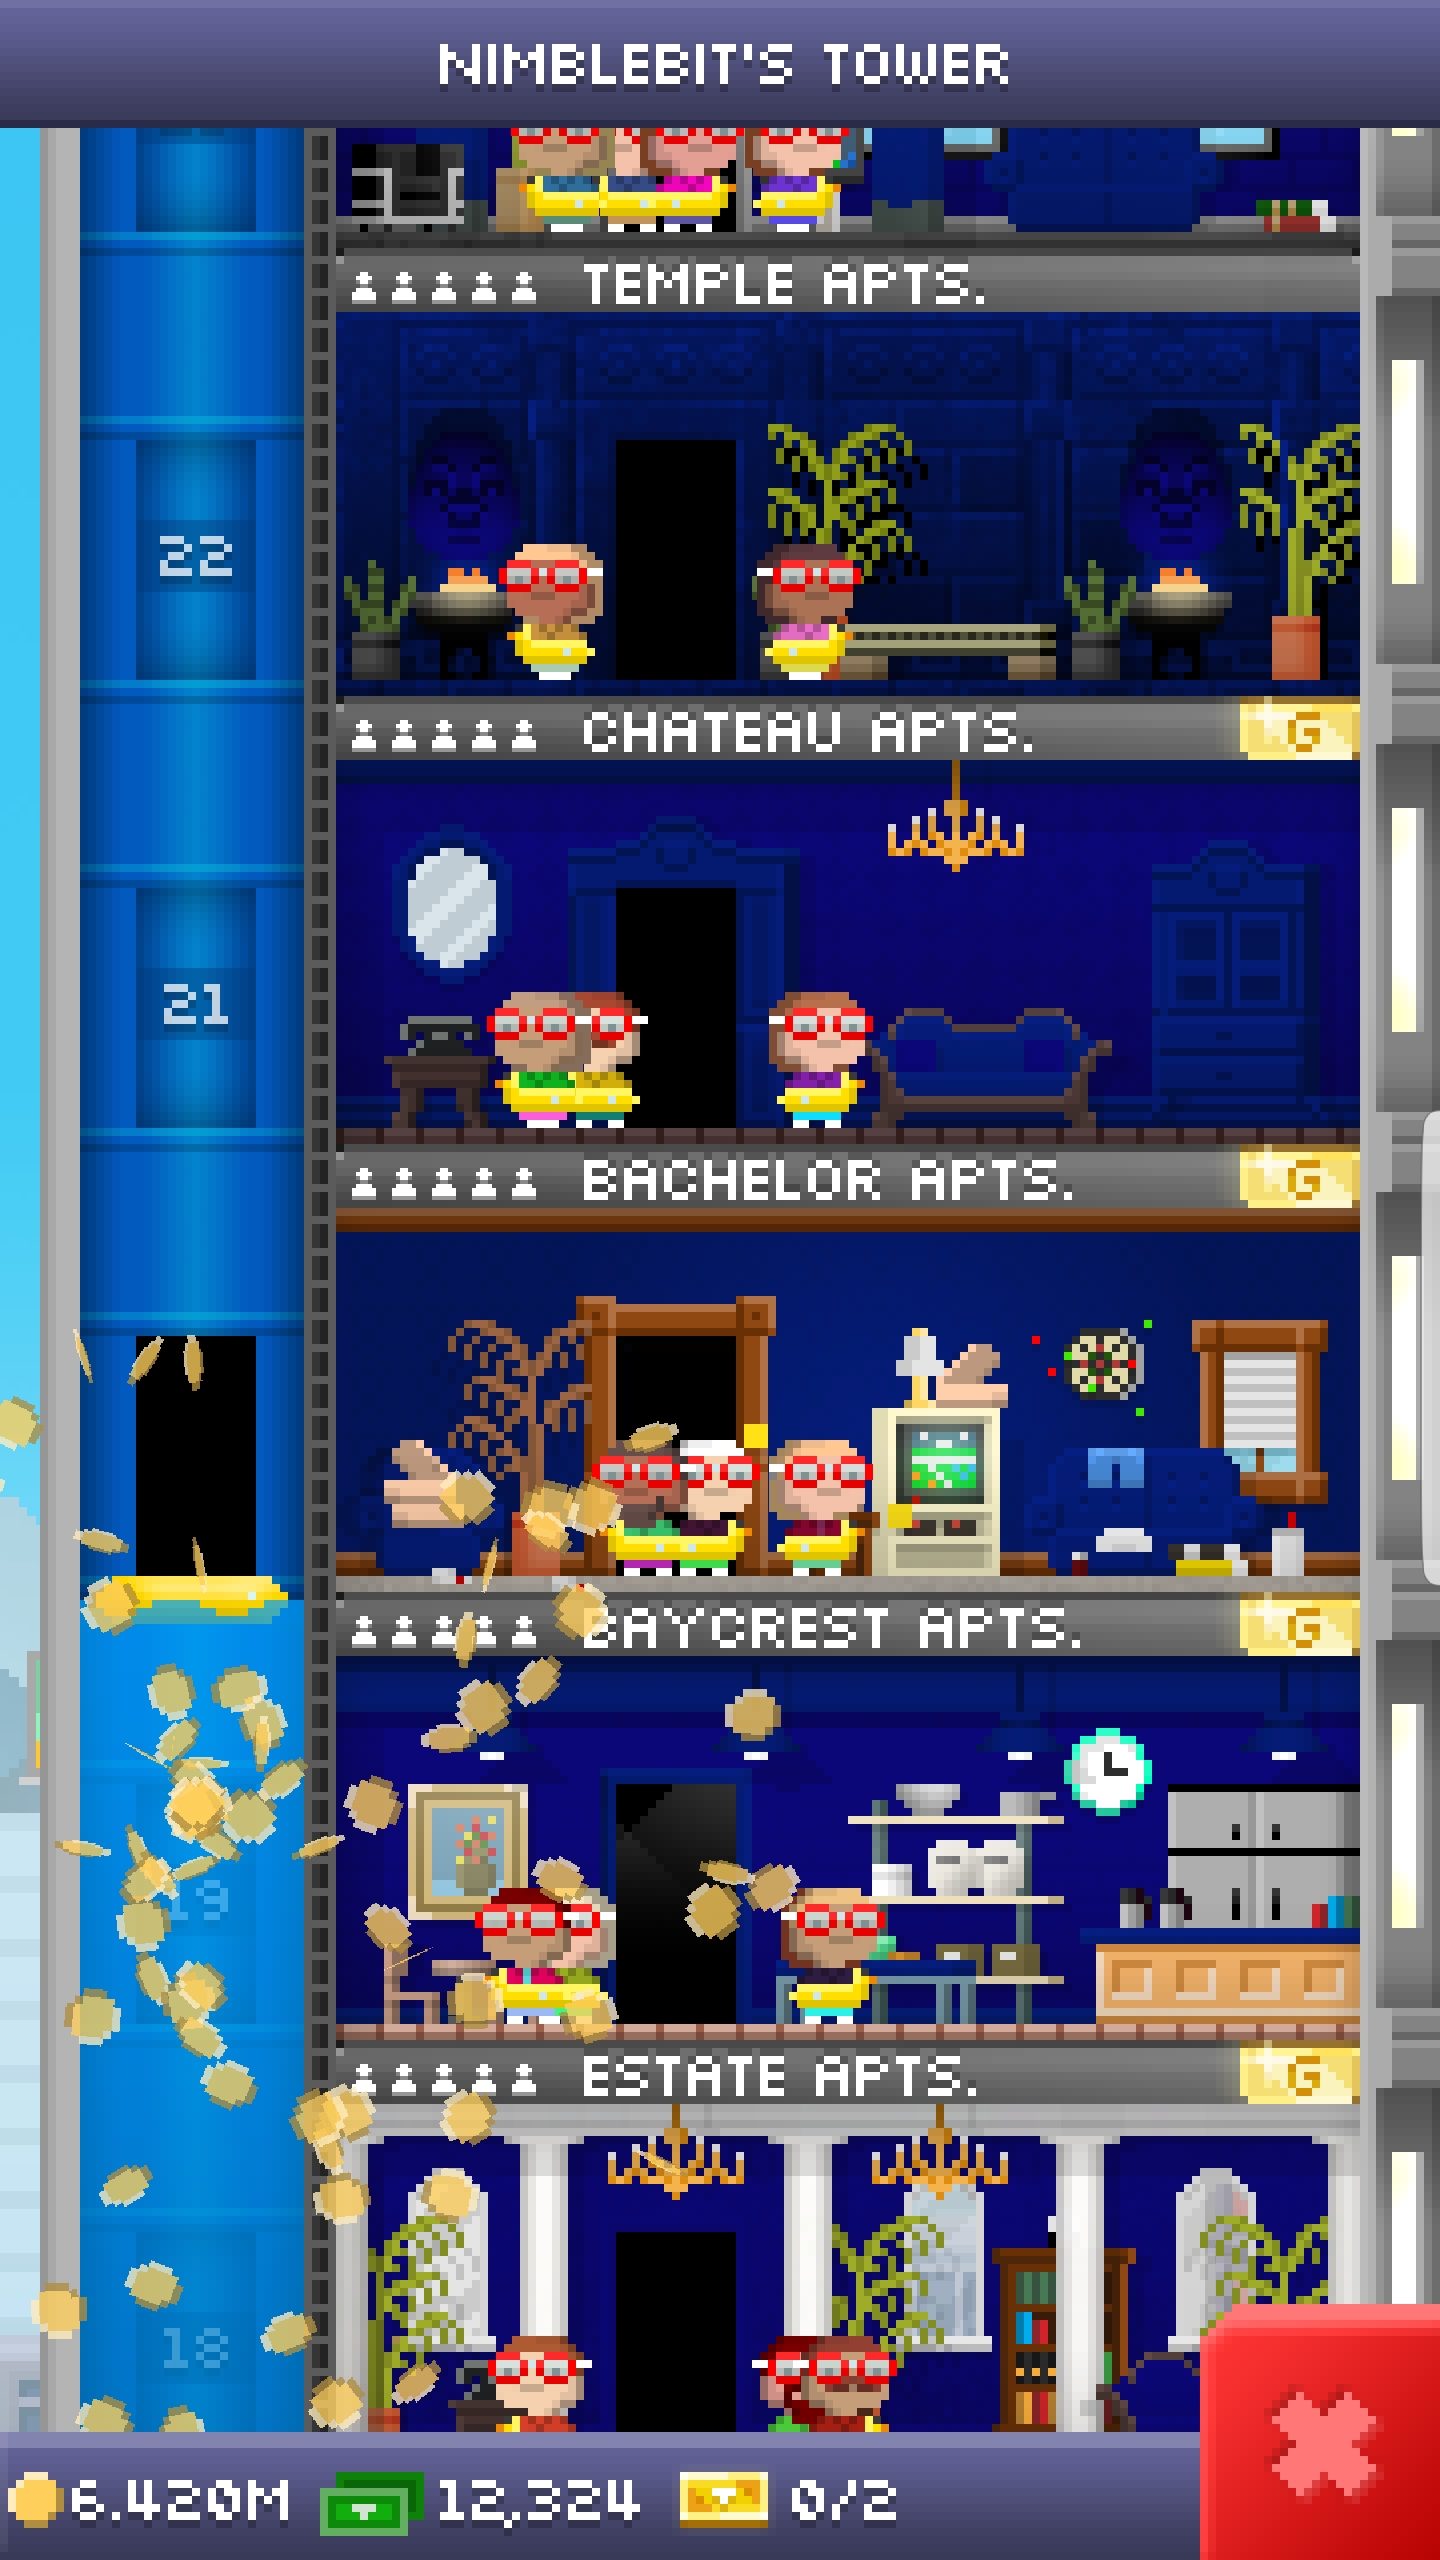 NIMBLEBIT'S TOWER
TEMPLE APTS.
22
CHATEAU APTS. G
21
BACHELOR APTS. G
BAYCREST APTS. G
19
ESTATE APTS. G
18
6.420M 12,324 0/2